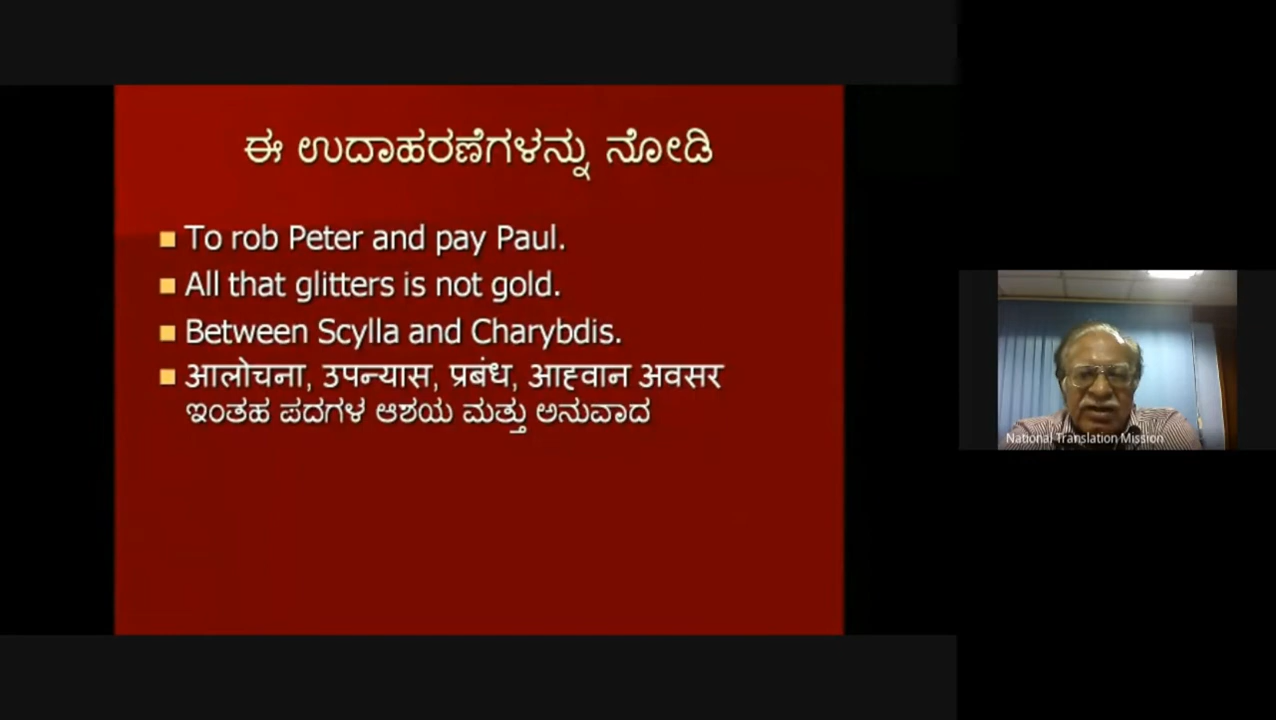 ಈ ಉದಾಹರಣೆಗಳನ್ನು ನೋಡಿ
To rob Peter and pay Paul.
All that glitters is not gold.
Between Scylla and Charybdis.
आलोचना, उपन्यास, प्रबंध, आह्वान अवसर
ಇಂತಹ ಪದಗಳ ಆಶಯ ಮತ್ತು ಅನುವಾದ
National Translation Mission